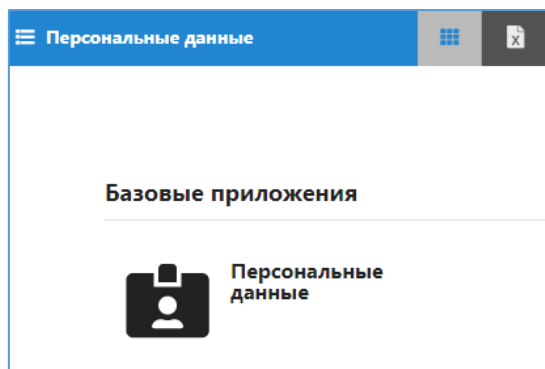 Персональные данные
Базовые приложения
Персональные
данные